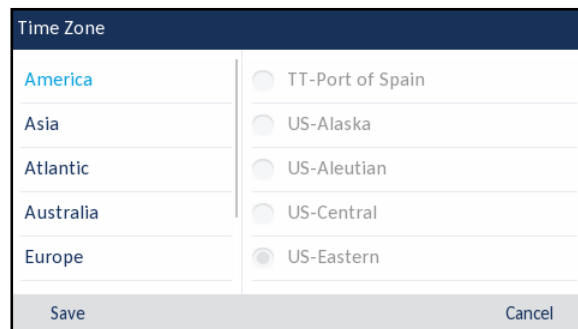 Time Zone
America
TT-Port of Spain
Asia
US-Alaska
Atlantic
US-Aleutian
Australia
US-Central
Europe
US-Eastern
Save
Cancel